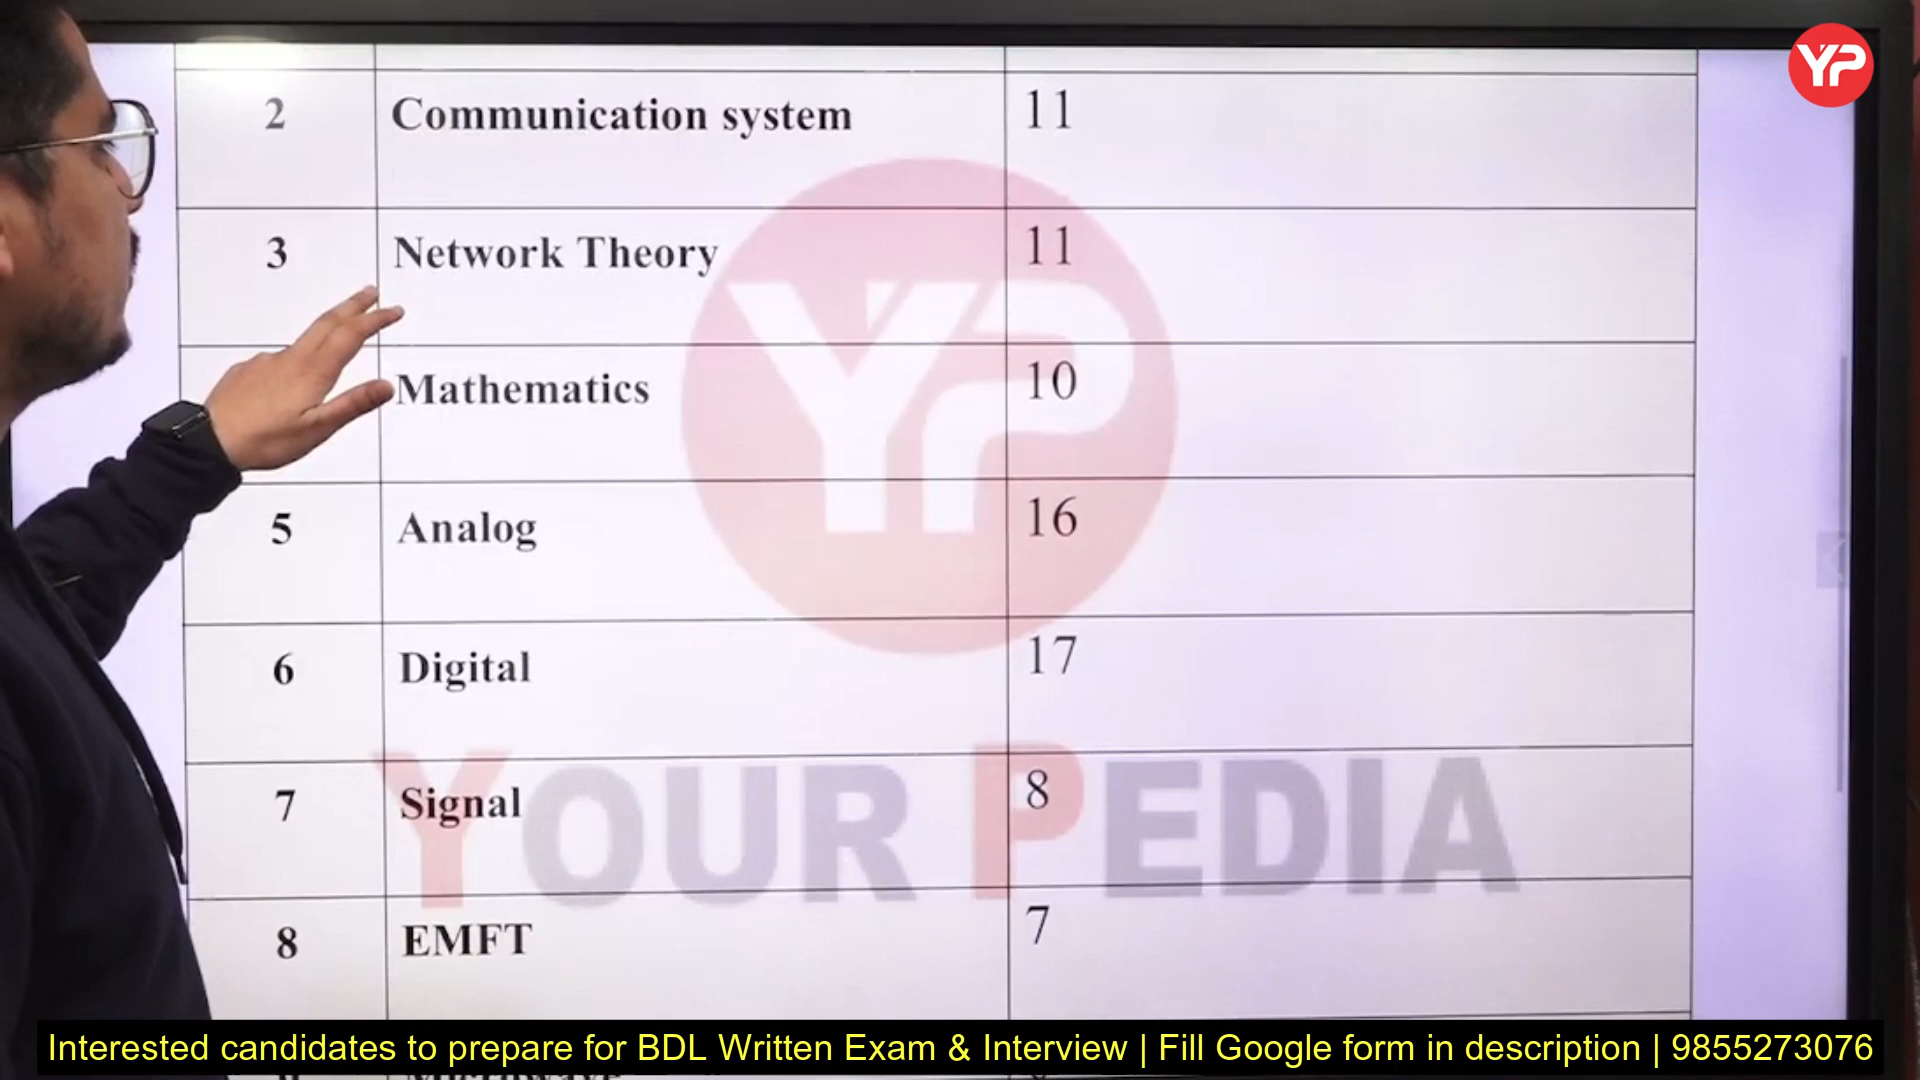 YP
2 Communication system 11
3 Network Theory 11
Mathematics 10
5 Analog 16
6 Digital 17
7 Signal 8
8 EMFT 7
YP
YOUR PEDIA
Interested candidates to prepare for BDL Written Exam & Interview | Fill Google form in description | 9855273076